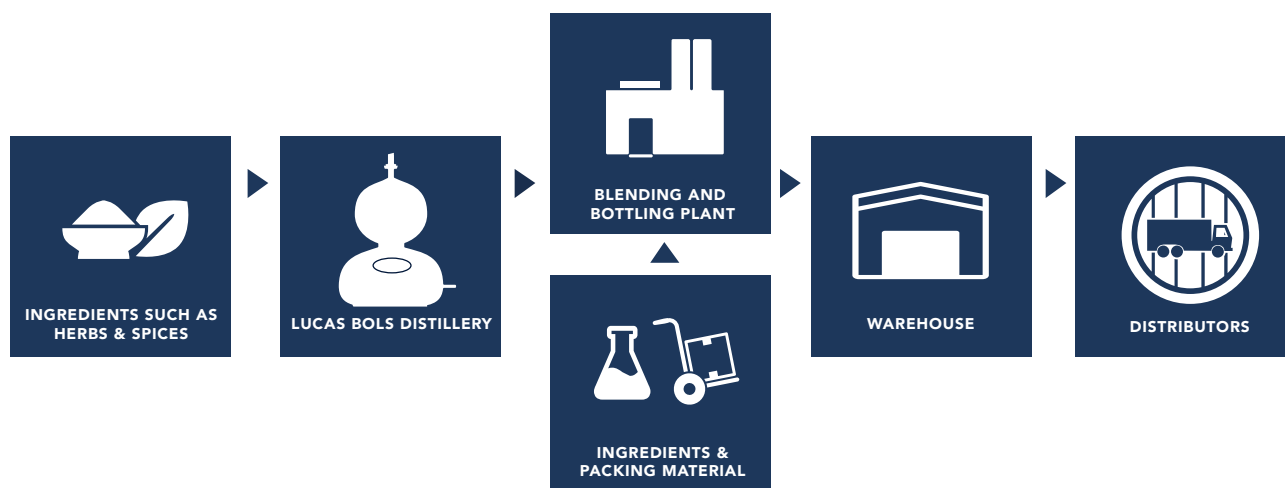 INGREDIENTS SUCH AS
HERBS & SPICES
LUCAS BOLS DISTILLERY
BLENDING AND
BOTTLING PLANT
INGREDIENTS &
PACKING MATERIAL
WAREHOUSE
DISTRIBUTORS